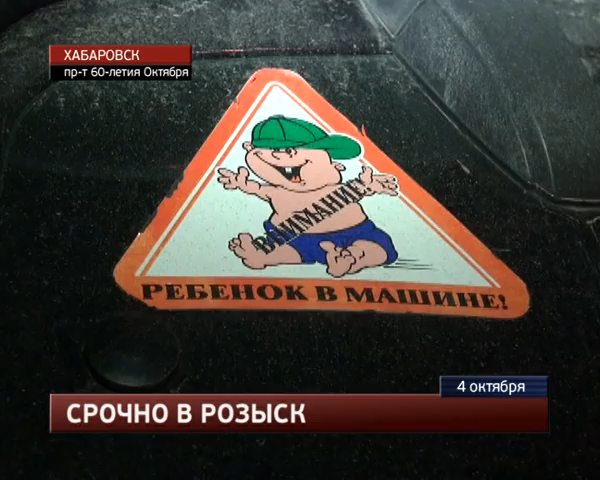 ХАБАРОВСК
пр-т 60-летия Октября
ВНИМАНИЕ!
РЕБЕНОК В МАШИНЕ!
4 октября
СРОЧНО В РОЗЫСК